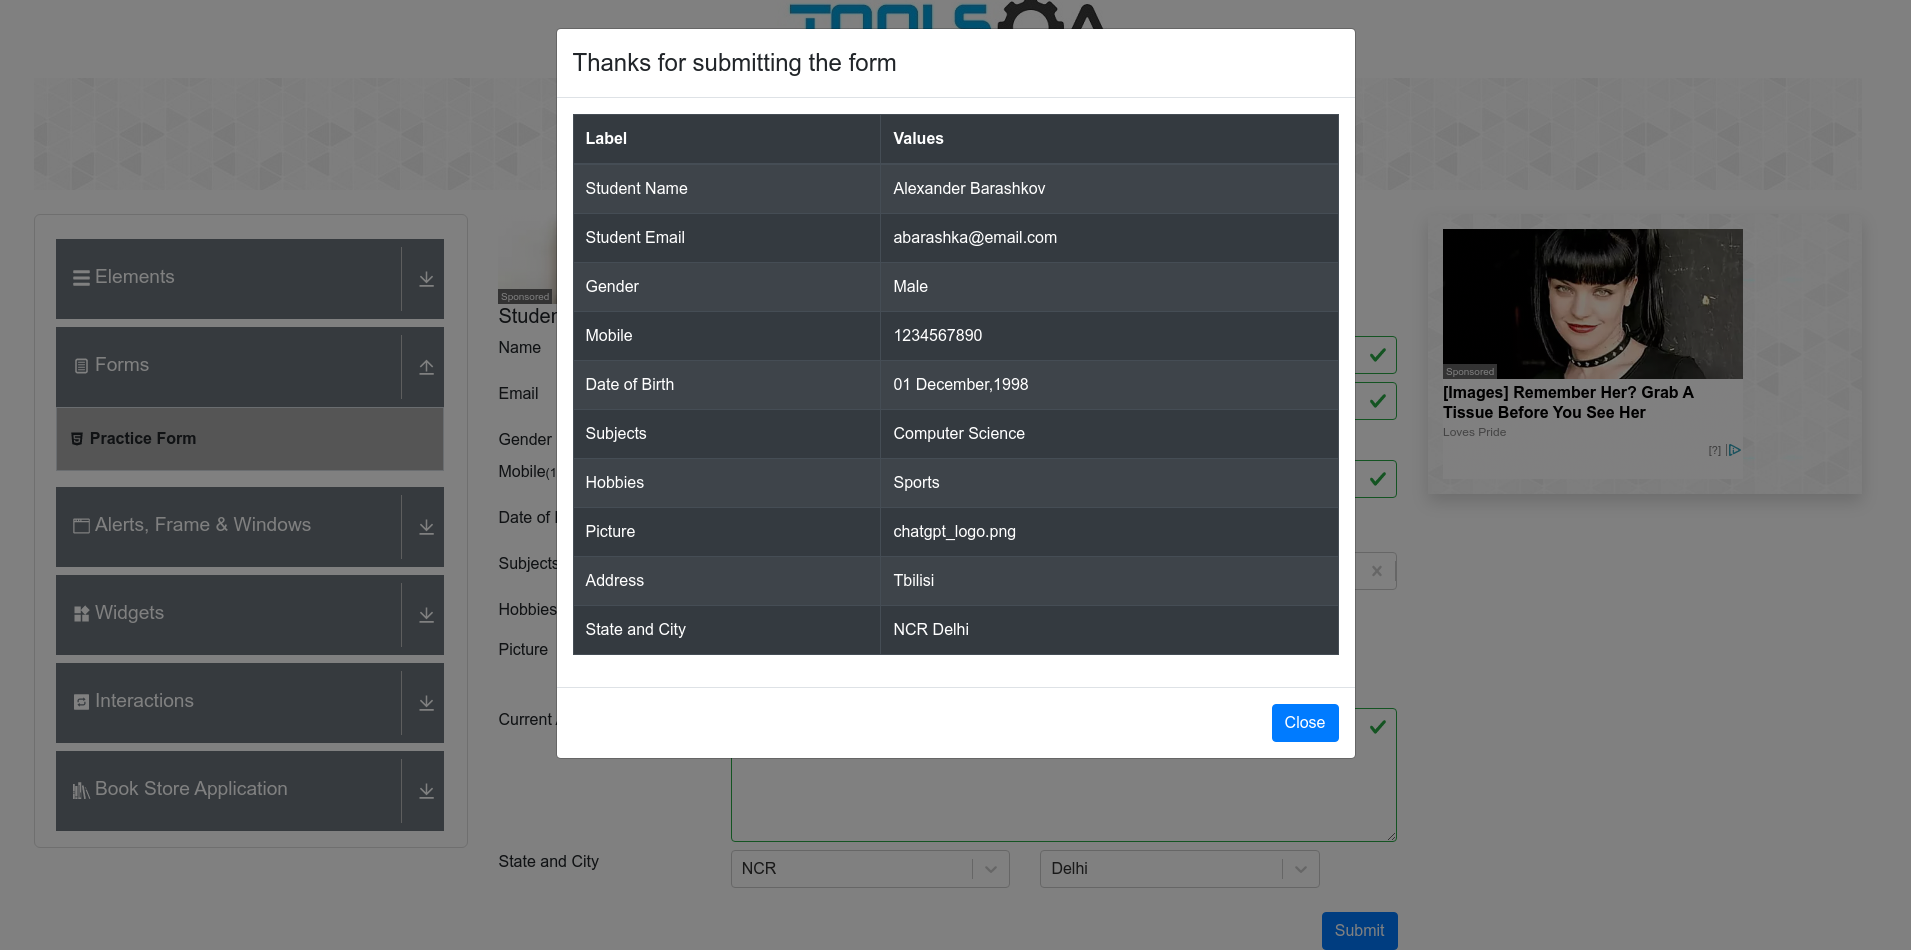 TOOLSQA
Thanks for submitting the form
Label Values
Student Name Alexander Barashkov
Student Email abarashka@email.com
Gender Male
Mobile 1234567890
Date of Birth 01 December,1998
Subjects Computer Science
Hobbies Sports
Picture chatgpt_logo.png
Address Tbilisi
State and City NCR Delhi
Close
Elements
Forms
Practice Form
Alerts, Frame & Windows
Widgets
Interactions
Book Store Application
Sponsored
Name
Email
Gender
Mobile(1
Date of
Subjects
Hobbies
Picture
Current
State and City
NCR
Delhi
Submit
Sponsored
[Images] Remember Her? Grab A
Tissue Before You See Her
Loves Pride
[?]